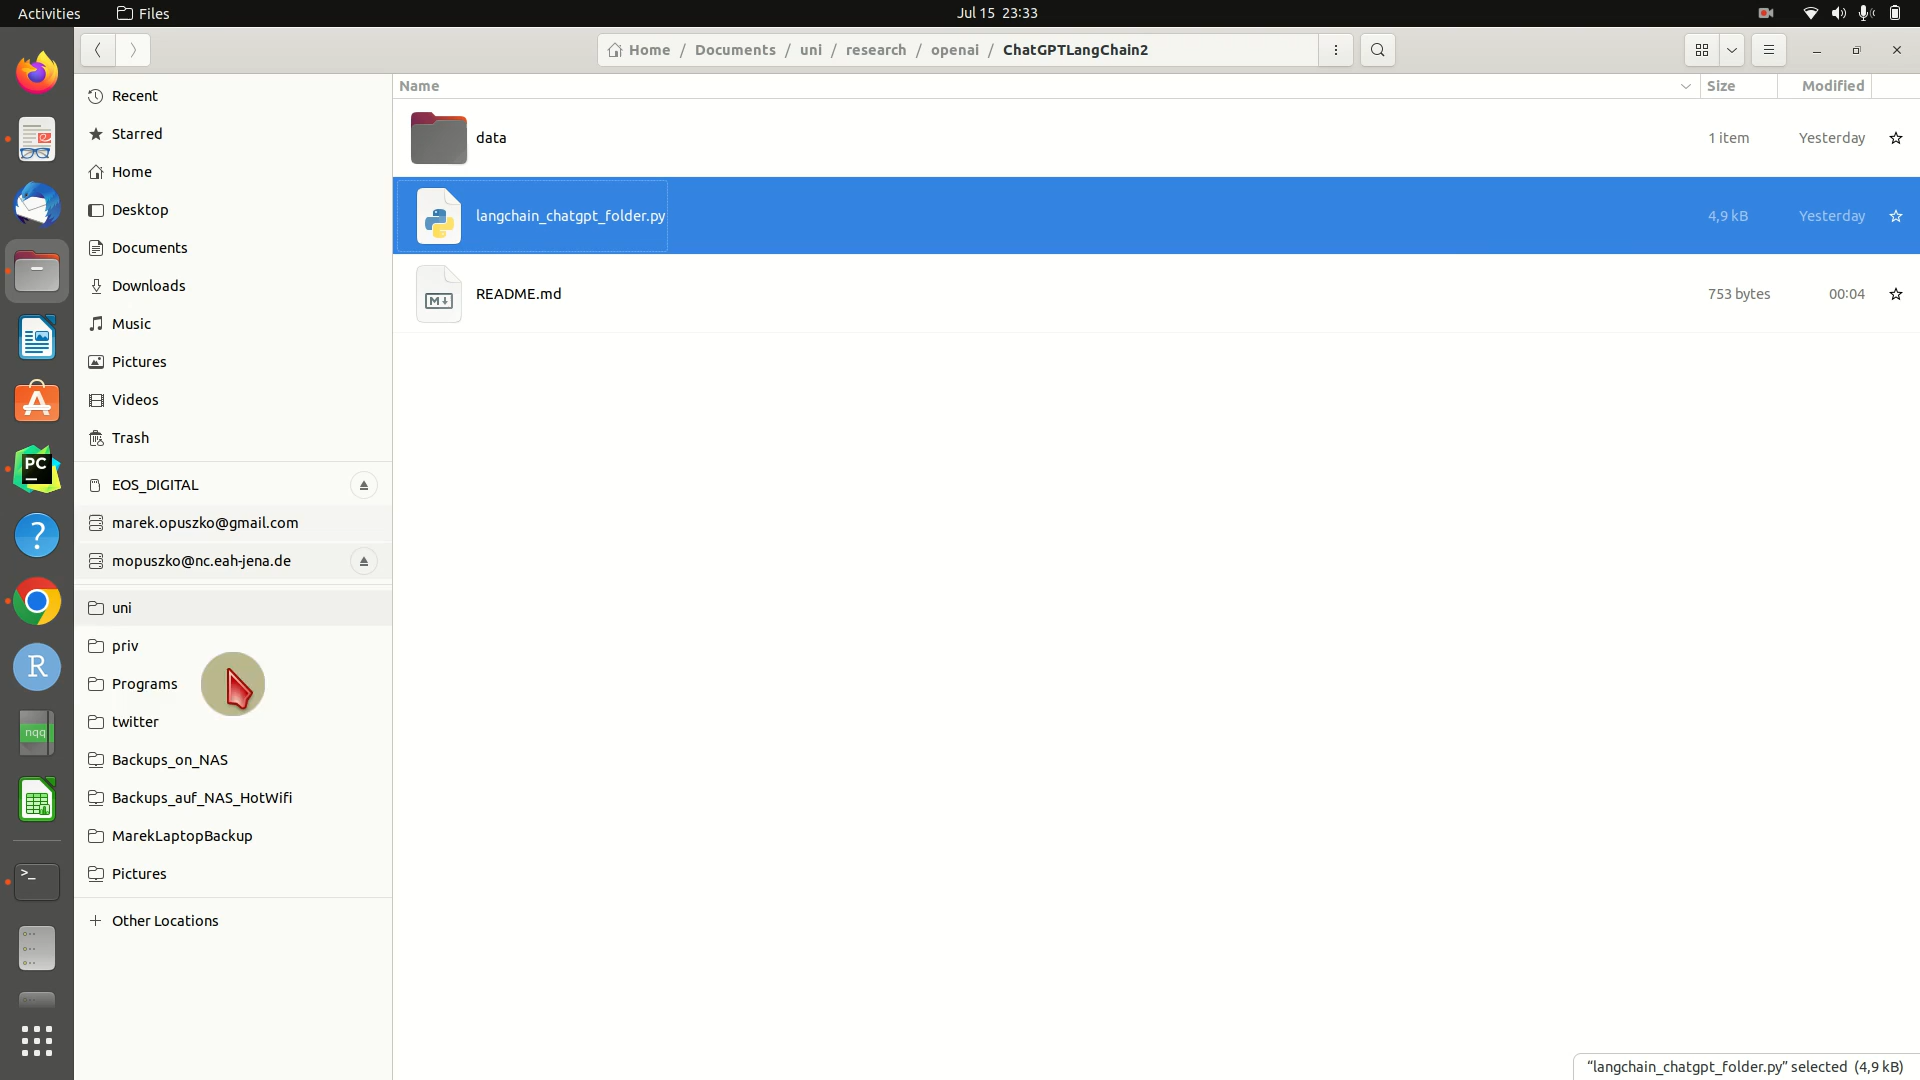 Activities Files Jul 15 23:33
Home / Documents / uni / research / openai / ChatGPTLangChain2
Name Size Modified
Recent
Starred
Home
Desktop
Documents
Downloads
Music
Pictures
Videos
Trash
EOS_DIGITAL
marek.opuszko@gmail.com
mopuszko@nc.eah-jena.de
uni
priv
Programs
twitter
Backups_on_NAS
Backups_auf_NAS_HotWifi
MarekLaptopBackup
Pictures
+ Other Locations
data 1 item Yesterday
langchain_chatgpt_folder.py 4,9 kB Yesterday
M README.md 753 bytes 00:04
PC
?
R
nqq
>_
“langchain_chatgpt_folder.py” selected (4,9 kB)